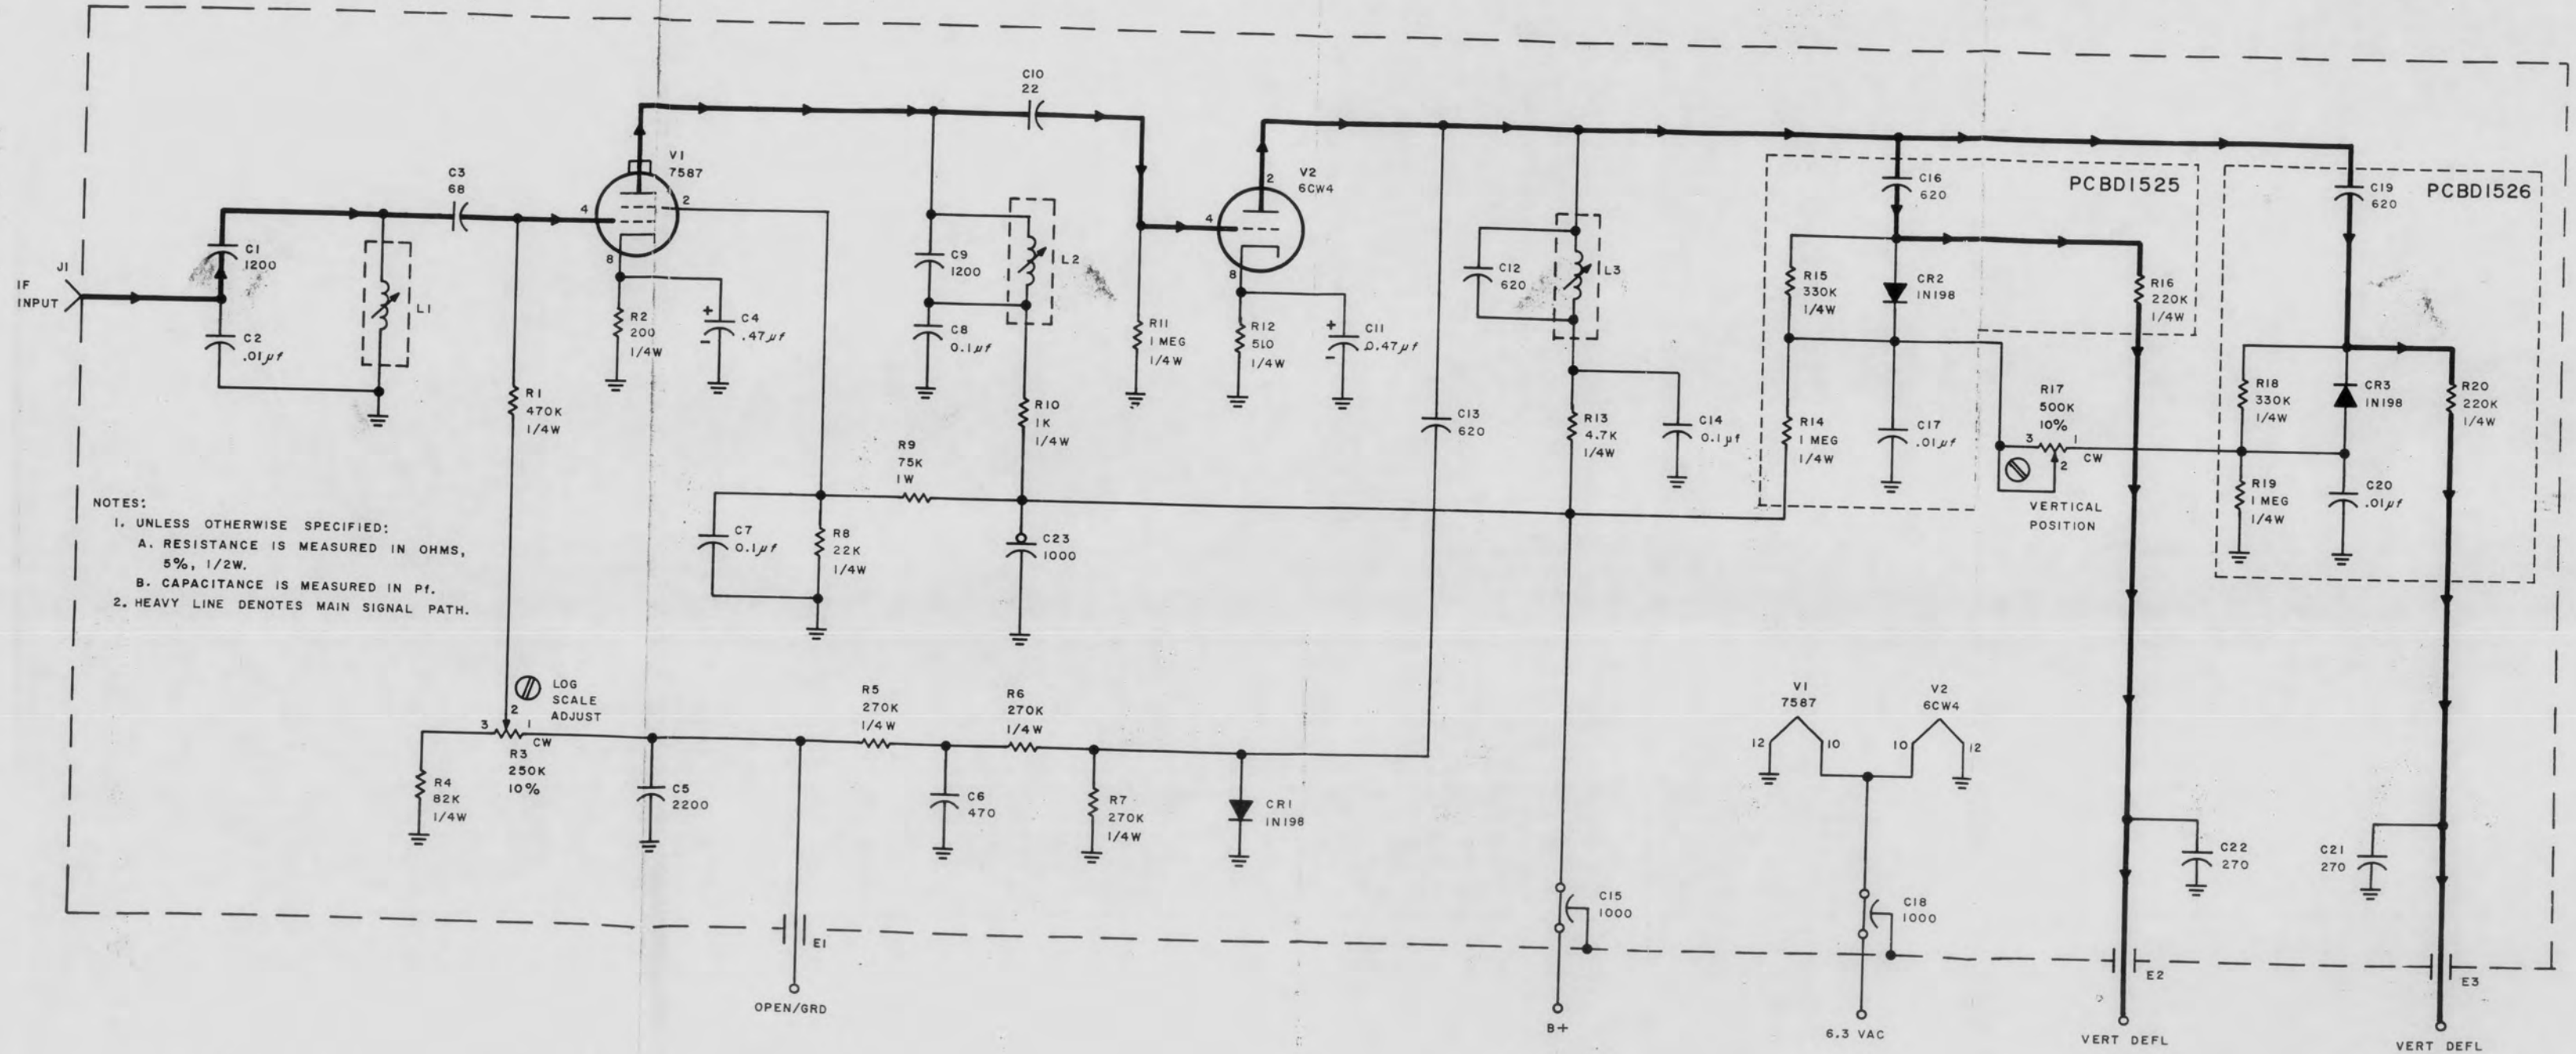 C10
22
V1
7587
V2
6CW4
C3
68
4
2
8
4
2
8
C16
620
PCBD1525
C19
620
PCBD1526
J1
IF
INPUT
C1
1200
C2
.01µf
L1
R2
200
1/4W
+
-
C4
.47µf
C9
1200
L2
C8
0.1µf
R11
1 MEG
1/4W
R12
510
1/4W
+
-
C11
0.47µf
C12
620
L3
R15
330K
1/4W
CR2
IN198
R16
220K
1/4W
R1
470K
1/4W
R10
1K
1/4W
C13
620
R13
4.7K
1/4W
C14
0.1µf
R14
1 MEG
1/4W
C17
.01µf
R17
500K
10%
3
1
2
CW
VERTICAL
POSITION
R18
330K
1/4W
CR3
IN198
R20
220K
1/4W
R19
1 MEG
1/4W
C20
.01µf
R9
75K
1W
C7
0.1µf
R8
22K
1/4W
C23
1000
NOTES:
1. UNLESS OTHERWISE SPECIFIED:
A. RESISTANCE IS MEASURED IN OHMS,
5%, 1/2W.
B. CAPACITANCE IS MEASURED IN Pf.
2. HEAVY LINE DENOTES MAIN SIGNAL PATH.
LOG
SCALE
ADJUST
2
3
1
CW
R3
250K
10%
R4
82K
1/4W
C5
2200
R5
270K
1/4W
R6
270K
1/4W
C6
470
R7
270K
1/4W
CR1
IN198
V1
7587
V2
6CW4
12
10
10
12
C22
270
C21
270
C15
1000
C18
1000
E1
E2
E3
OPEN/GRD
B+
6.3 VAC
VERT DEFL
VERT DEFL